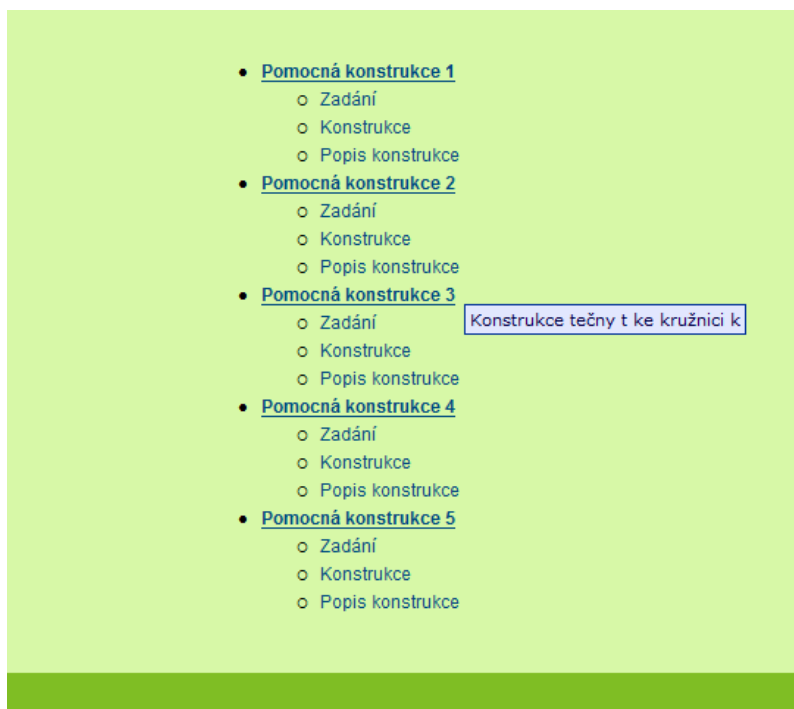 Pomocná konstrukce 1
Zadání
Konstrukce
Popis konstrukce
Pomocná konstrukce 2
Zadání
Konstrukce
Popis konstrukce
Pomocná konstrukce 3
Konstrukce tečny t ke kružnici k
Zadání
Konstrukce
Popis konstrukce
Pomocná konstrukce 4
Zadání
Konstrukce
Popis konstrukce
Pomocná konstrukce 5
Zadání
Konstrukce
Popis konstrukce